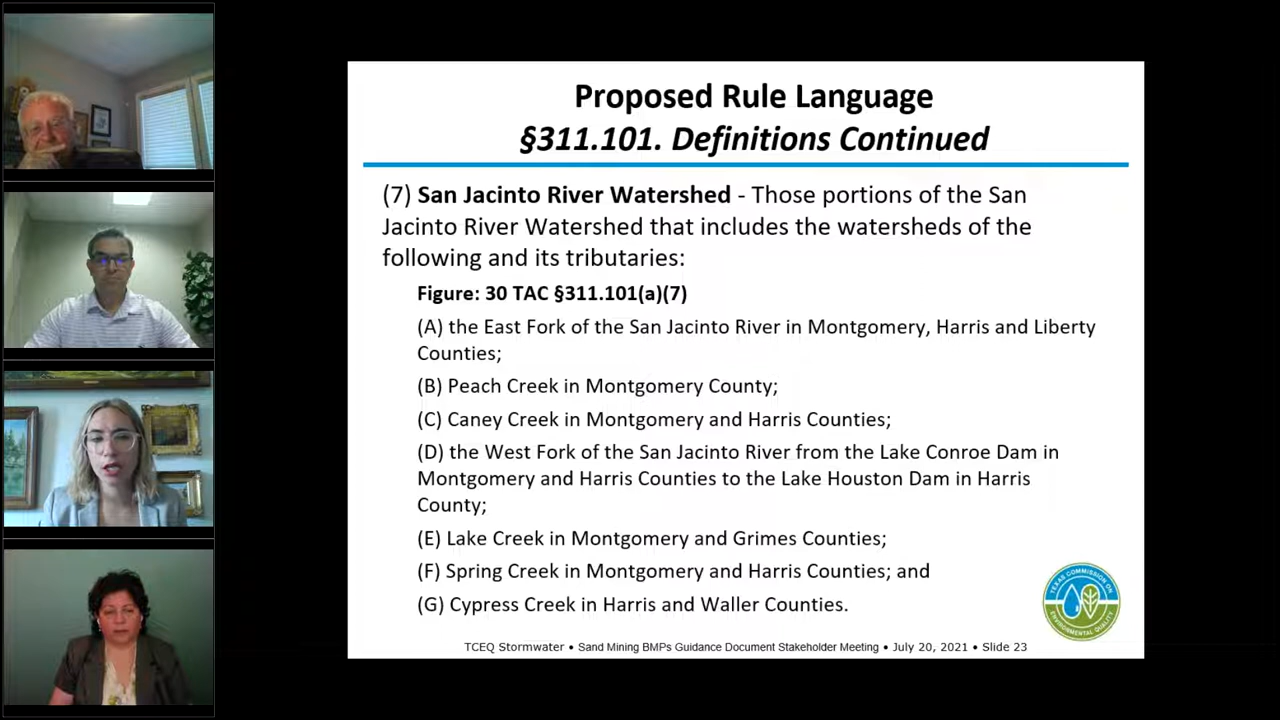 Proposed Rule Language
§311.101. Definitions Continued
(7) San Jacinto River Watershed - Those portions of the San
Jacinto River Watershed that includes the watersheds of the
following and its tributaries:
Figure: 30 TAC §311.101(a)(7)
(A) the East Fork of the San Jacinto River in Montgomery, Harris and Liberty
Counties;
(B) Peach Creek in Montgomery County;
(C) Caney Creek in Montgomery and Harris Counties;
(D) the West Fork of the San Jacinto River from the Lake Conroe Dam in
Montgomery and Harris Counties to the Lake Houston Dam in Harris
County;
(E) Lake Creek in Montgomery and Grimes Counties;
(F) Spring Creek in Montgomery and Harris Counties; and
(G) Cypress Creek in Harris and Waller Counties.
TEXAS COMMISSION ON
ENVIRONMENTAL QUALITY
TCEQ Stormwater • Sand Mining BMPs Guidance Document Stakeholder Meeting • July 20, 2021 • Slide 23